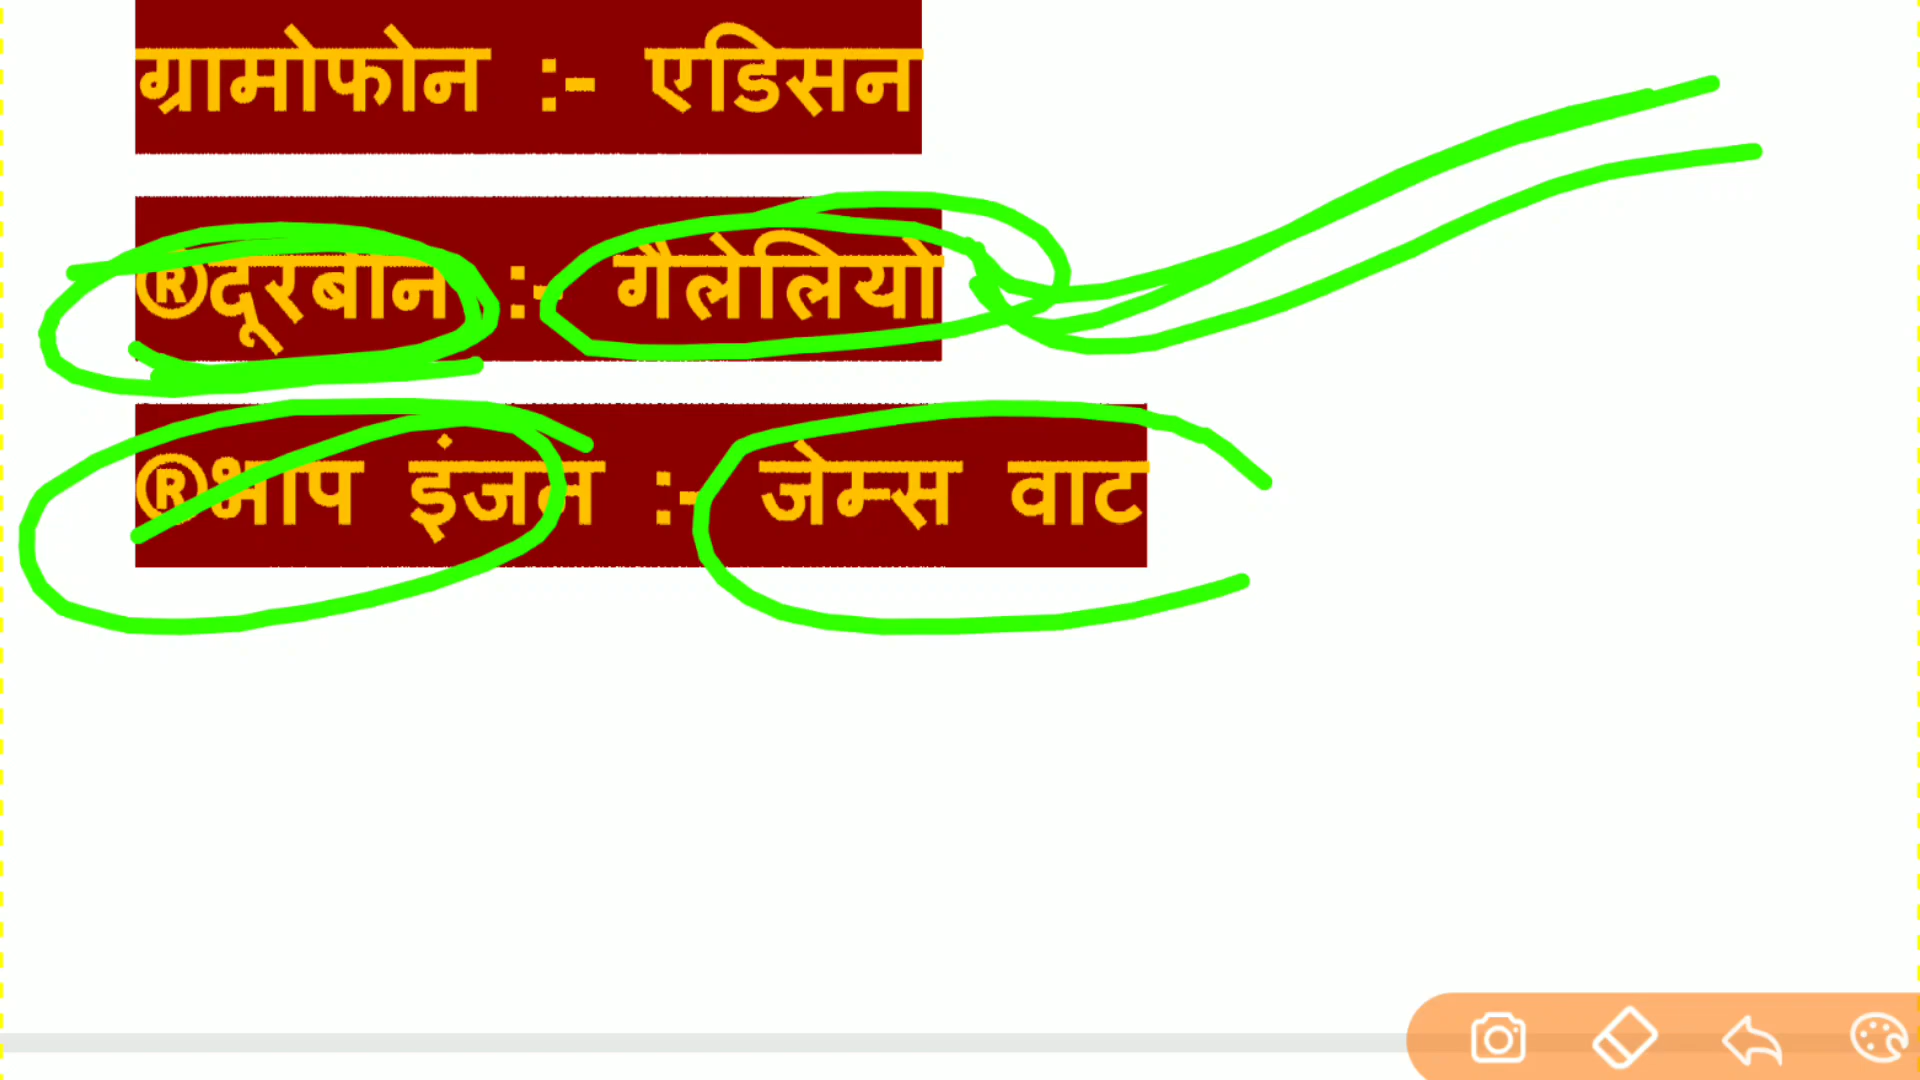 ग्रामोफोन :- एडिसन
®दूरबीन :- गैलेलियो
®भाप इंजन :- जेम्स वाट